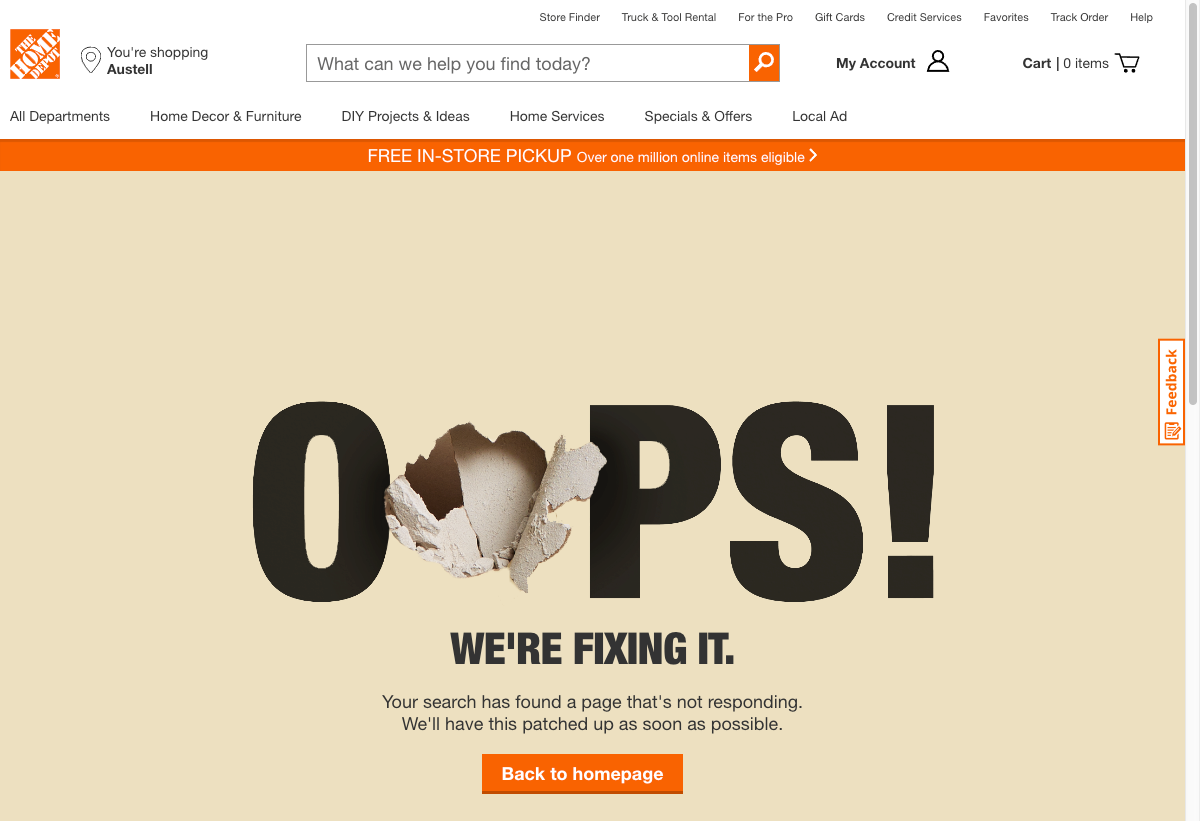 Store Finder Truck & Tool Rental For the Pro Gift Cards Credit Services Favorites Track Order Help
THE
HOME
DEPOT
You're shopping
Austell
What can we help you find today?
My Account
Cart | 0 items
All Departments Home Decor & Furniture DIY Projects & Ideas Home Services Specials & Offers Local Ad
FREE IN-STORE PICKUP Over one million online items eligible
Feedback
O PS!
WE'RE FIXING IT.
Your search has found a page that's not responding.
We'll have this patched up as soon as possible.
Back to homepage